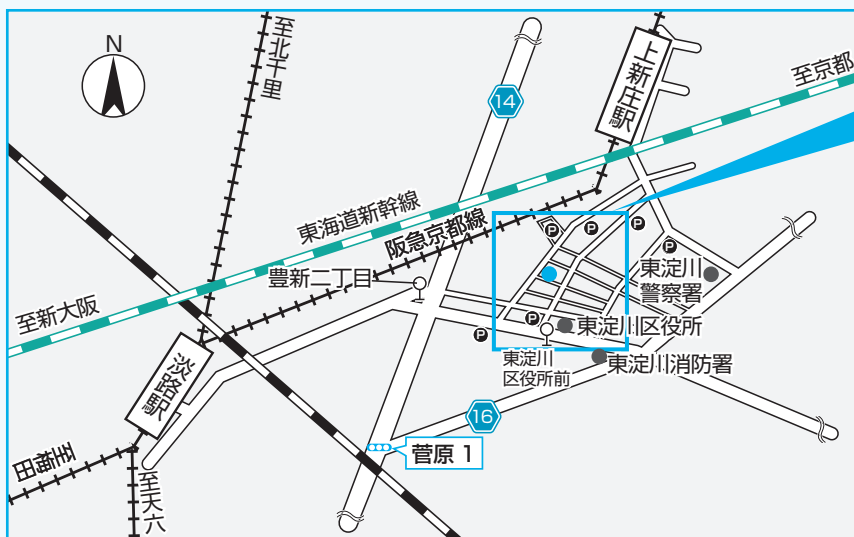 N
至北千里
14
上新庄駅
至京都
東海道新幹線
阪急京都線
豊新二丁目
至新大阪
淡路駅
P
P
P
P
P
P
東淀川
警察署
東淀川区役所
東淀川
区役所前
東淀川消防署
16
菅原 1
至梅田
至天六